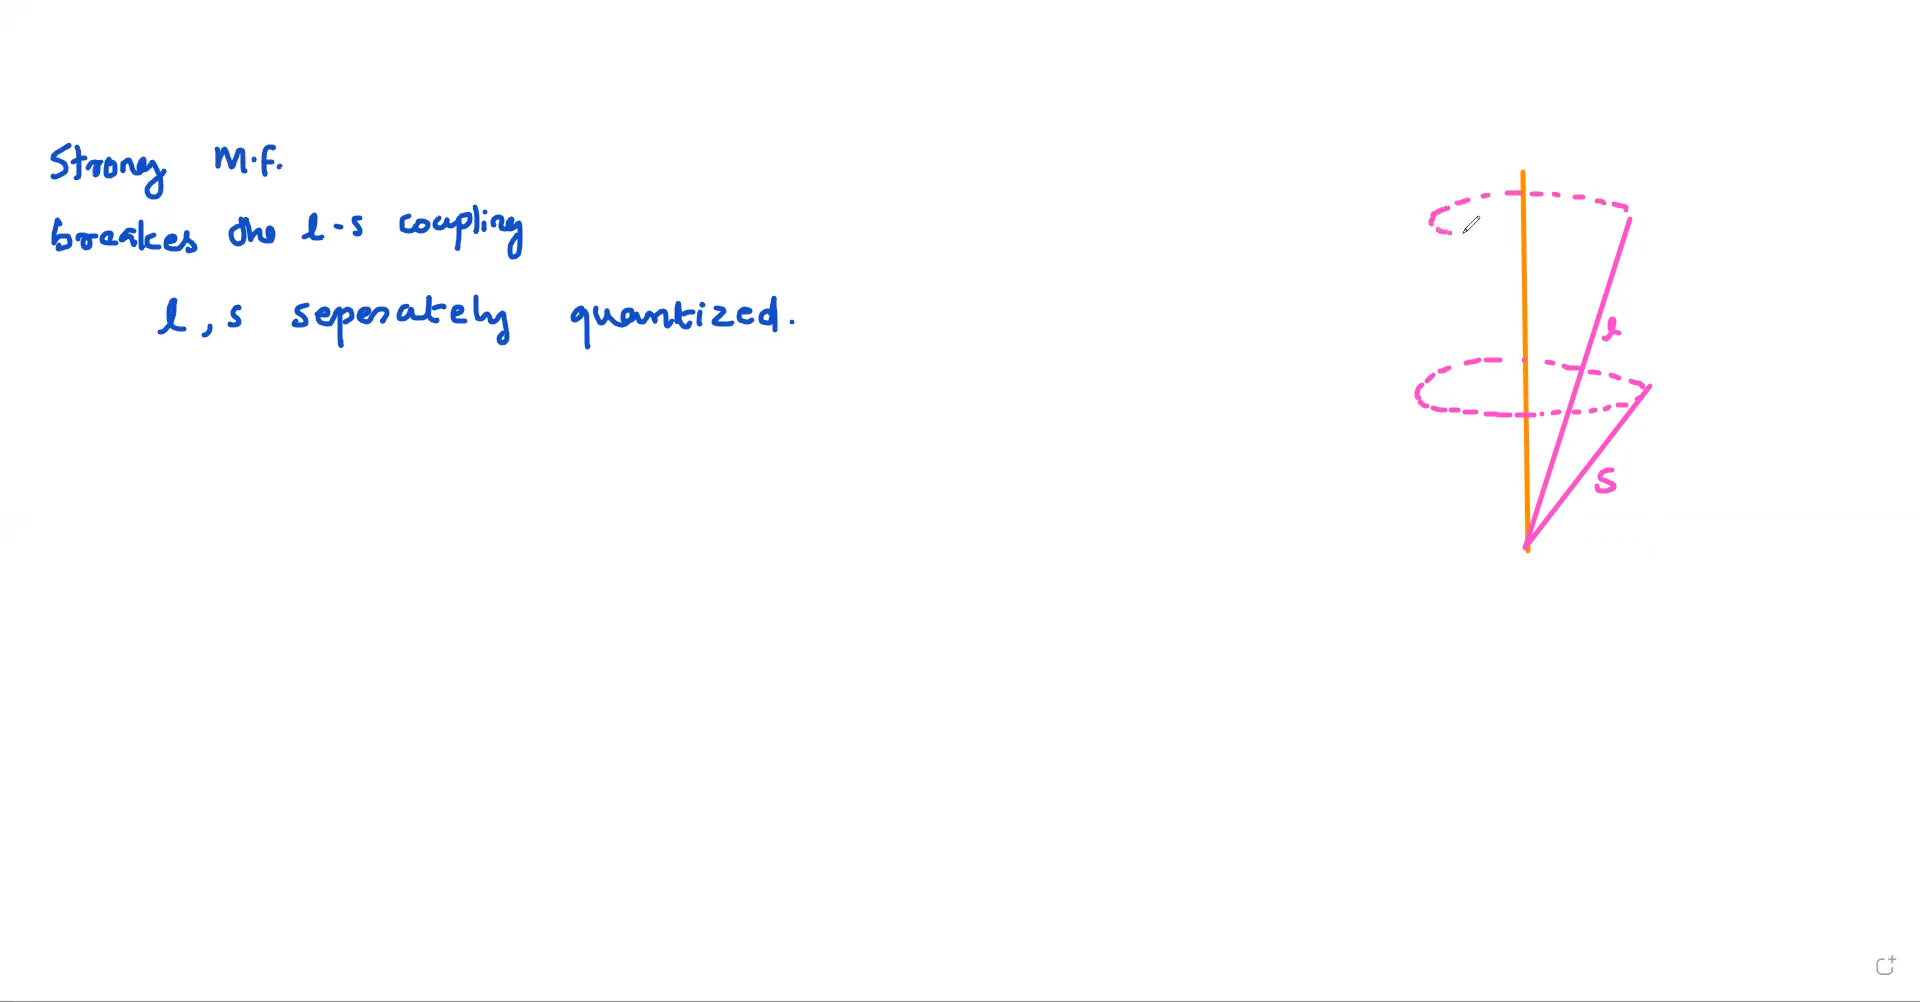 Strong M.F.
breakes the l-s coupling
l, s seperately quantized.
l
S